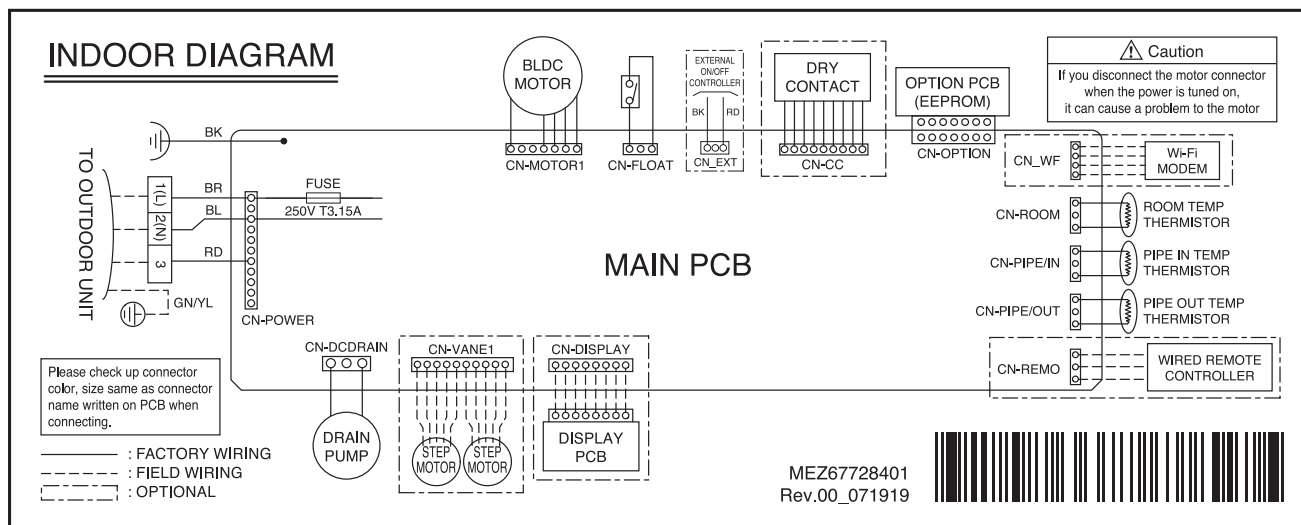 INDOOR DIAGRAM
BLDC
MOTOR
CN-MOTOR1
CN-FLOAT
EXTERNAL
ON/OFF
CONTROLLER
BK
RD
CN_EXT
DRY
CONTACT
CN-CC
OPTION PCB
(EEPROM)
CN-OPTION
Caution
If you disconnect the motor connector
when the power is tuned on,
it can cause a problem to the motor
BK
TO OUTDOOR UNIT
1(L)
2(N)
3
BR
BL
RD
GN/YL
FUSE
250V T3.15A
CN-POWER
MAIN PCB
CN_WF
Wi-Fi
MODEM
CN-ROOM
ROOM TEMP
THERMISTOR
CN-PIPE/IN
PIPE IN TEMP
THERMISTOR
CN-PIPE/OUT
PIPE OUT TEMP
THERMISTOR
CN-REMO
WIRED REMOTE
CONTROLLER
CN-DCDRAIN
DRAIN
PUMP
CN-VANE1
STEP
MOTOR
STEP
MOTOR
CN-DISPLAY
DISPLAY
PCB
Please check up connector
color, size same as connector
name written on PCB when
connecting.
: FACTORY WIRING
: FIELD WIRING
: OPTIONAL
MEZ67728401
Rev.00_071919